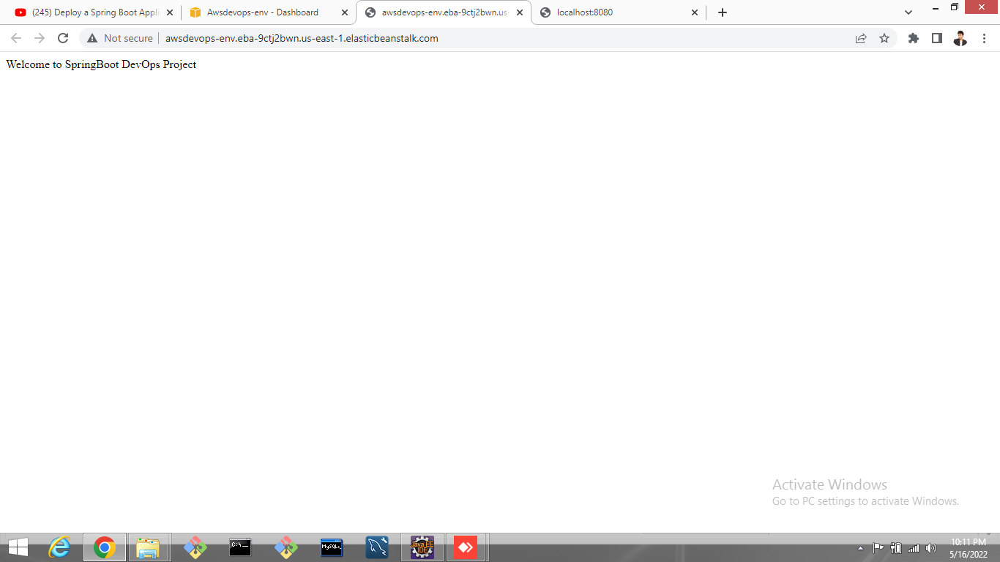 (245) Deploy a Spring Boot Appli
Awsdevops-env - Dashboard
awsdevops-env.eba-9ctj2bwn.us-
localhost:8080
Not secure
awsdevops-env.eba-9ctj2bwn.us-east-1.elasticbeanstalk.com
Welcome to SpringBoot DevOps Project
Activate Windows
Go to PC settings to activate Windows.
C:\_
MySQL
Java EE
IDE
10:11 PM
5/16/2022